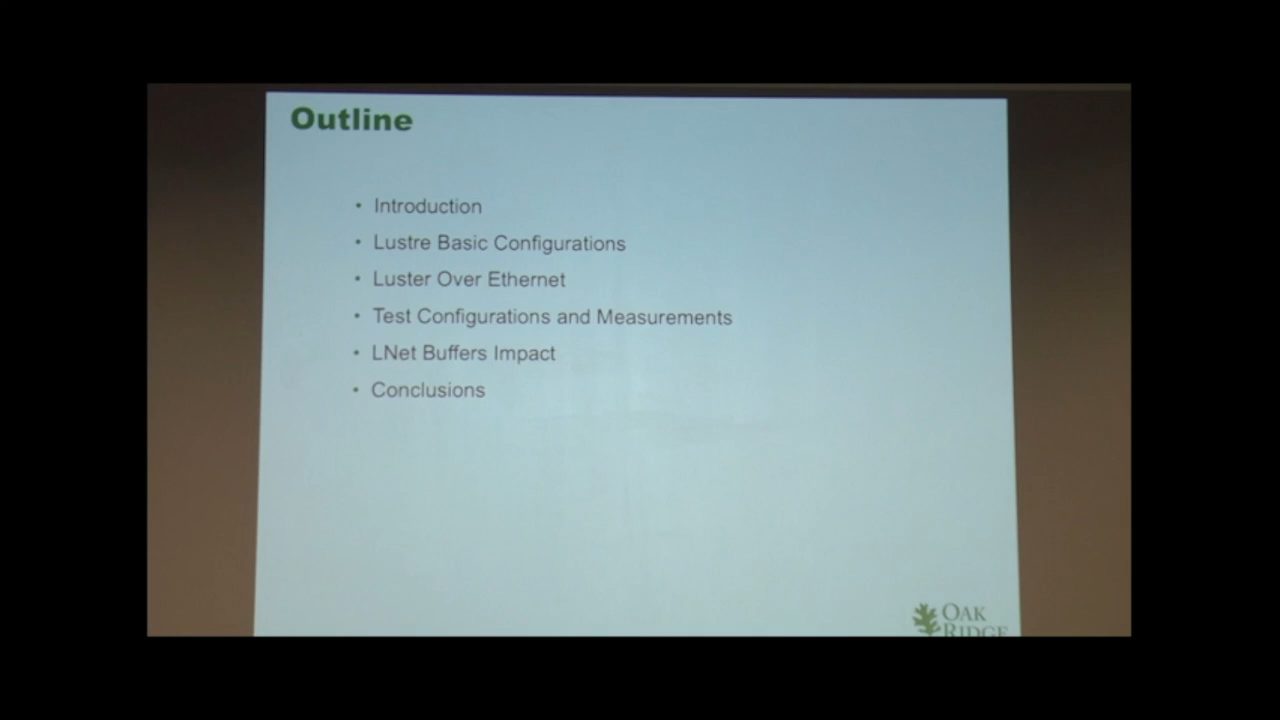 Outline
• Introduction
• Lustre Basic Configurations
• Luster Over Ethernet
• Test Configurations and Measurements
• LNet Buffers Impact
• Conclusions
OAK
RIDGE